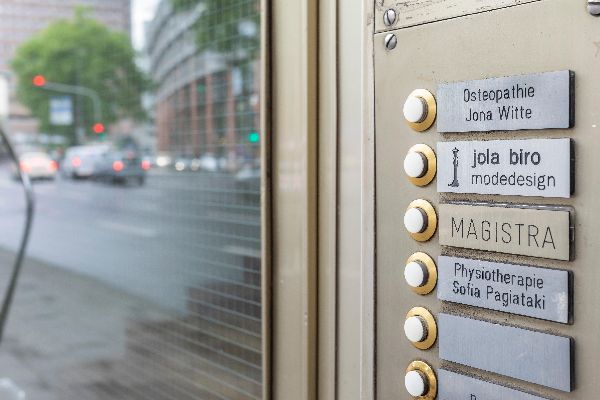 Osteopathie
Jona Witte
jola biro
modedesign
MAGISTRA
Physiotherapie
Sofia Pagiataki